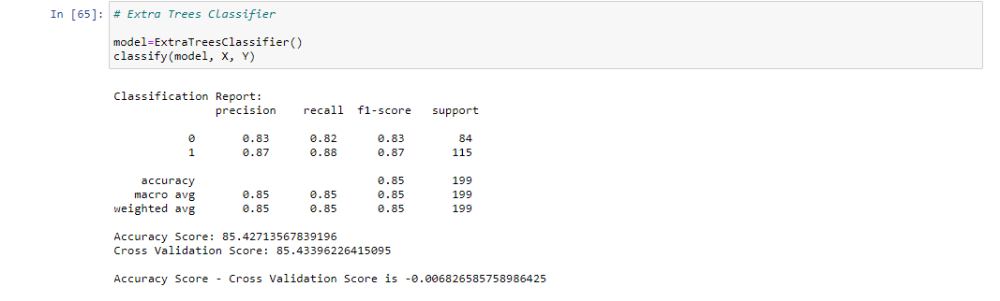 In [65]: # Extra Trees Classifier
model=ExtraTreesClassifier()
classify(model, X, Y)
Classification Report:
precision recall f1-score support
0 0.83 0.82 0.83 84
1 0.87 0.88 0.87 115
accuracy 0.85 199
macro avg 0.85 0.85 0.85 199
weighted avg 0.85 0.85 0.85 199
Accuracy Score: 85.42713567839196
Cross Validation Score: 85.43396226415095
Accuracy Score - Cross Validation Score is -0.006826585758986425